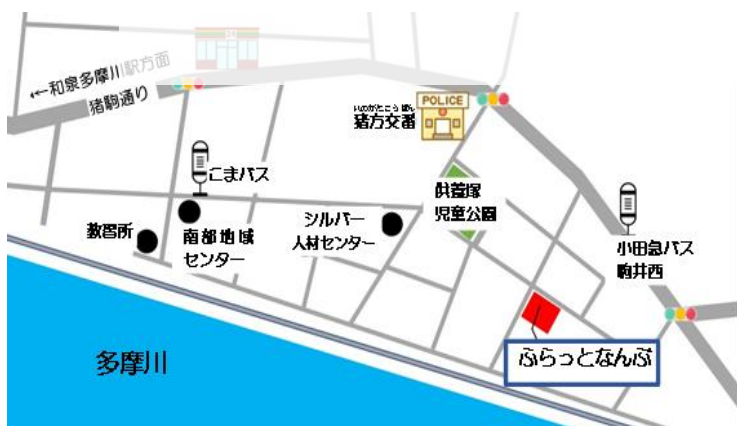 ←和泉多摩川駅方面
猪駒通り
いのがたこうばん
猪方交番
POLICE
こまバス
供養塚
児童公園
教習所
南部地域
センター
シルバー
人材センター
小田急バス
駒井西
多摩川
ふらっとなんぶ